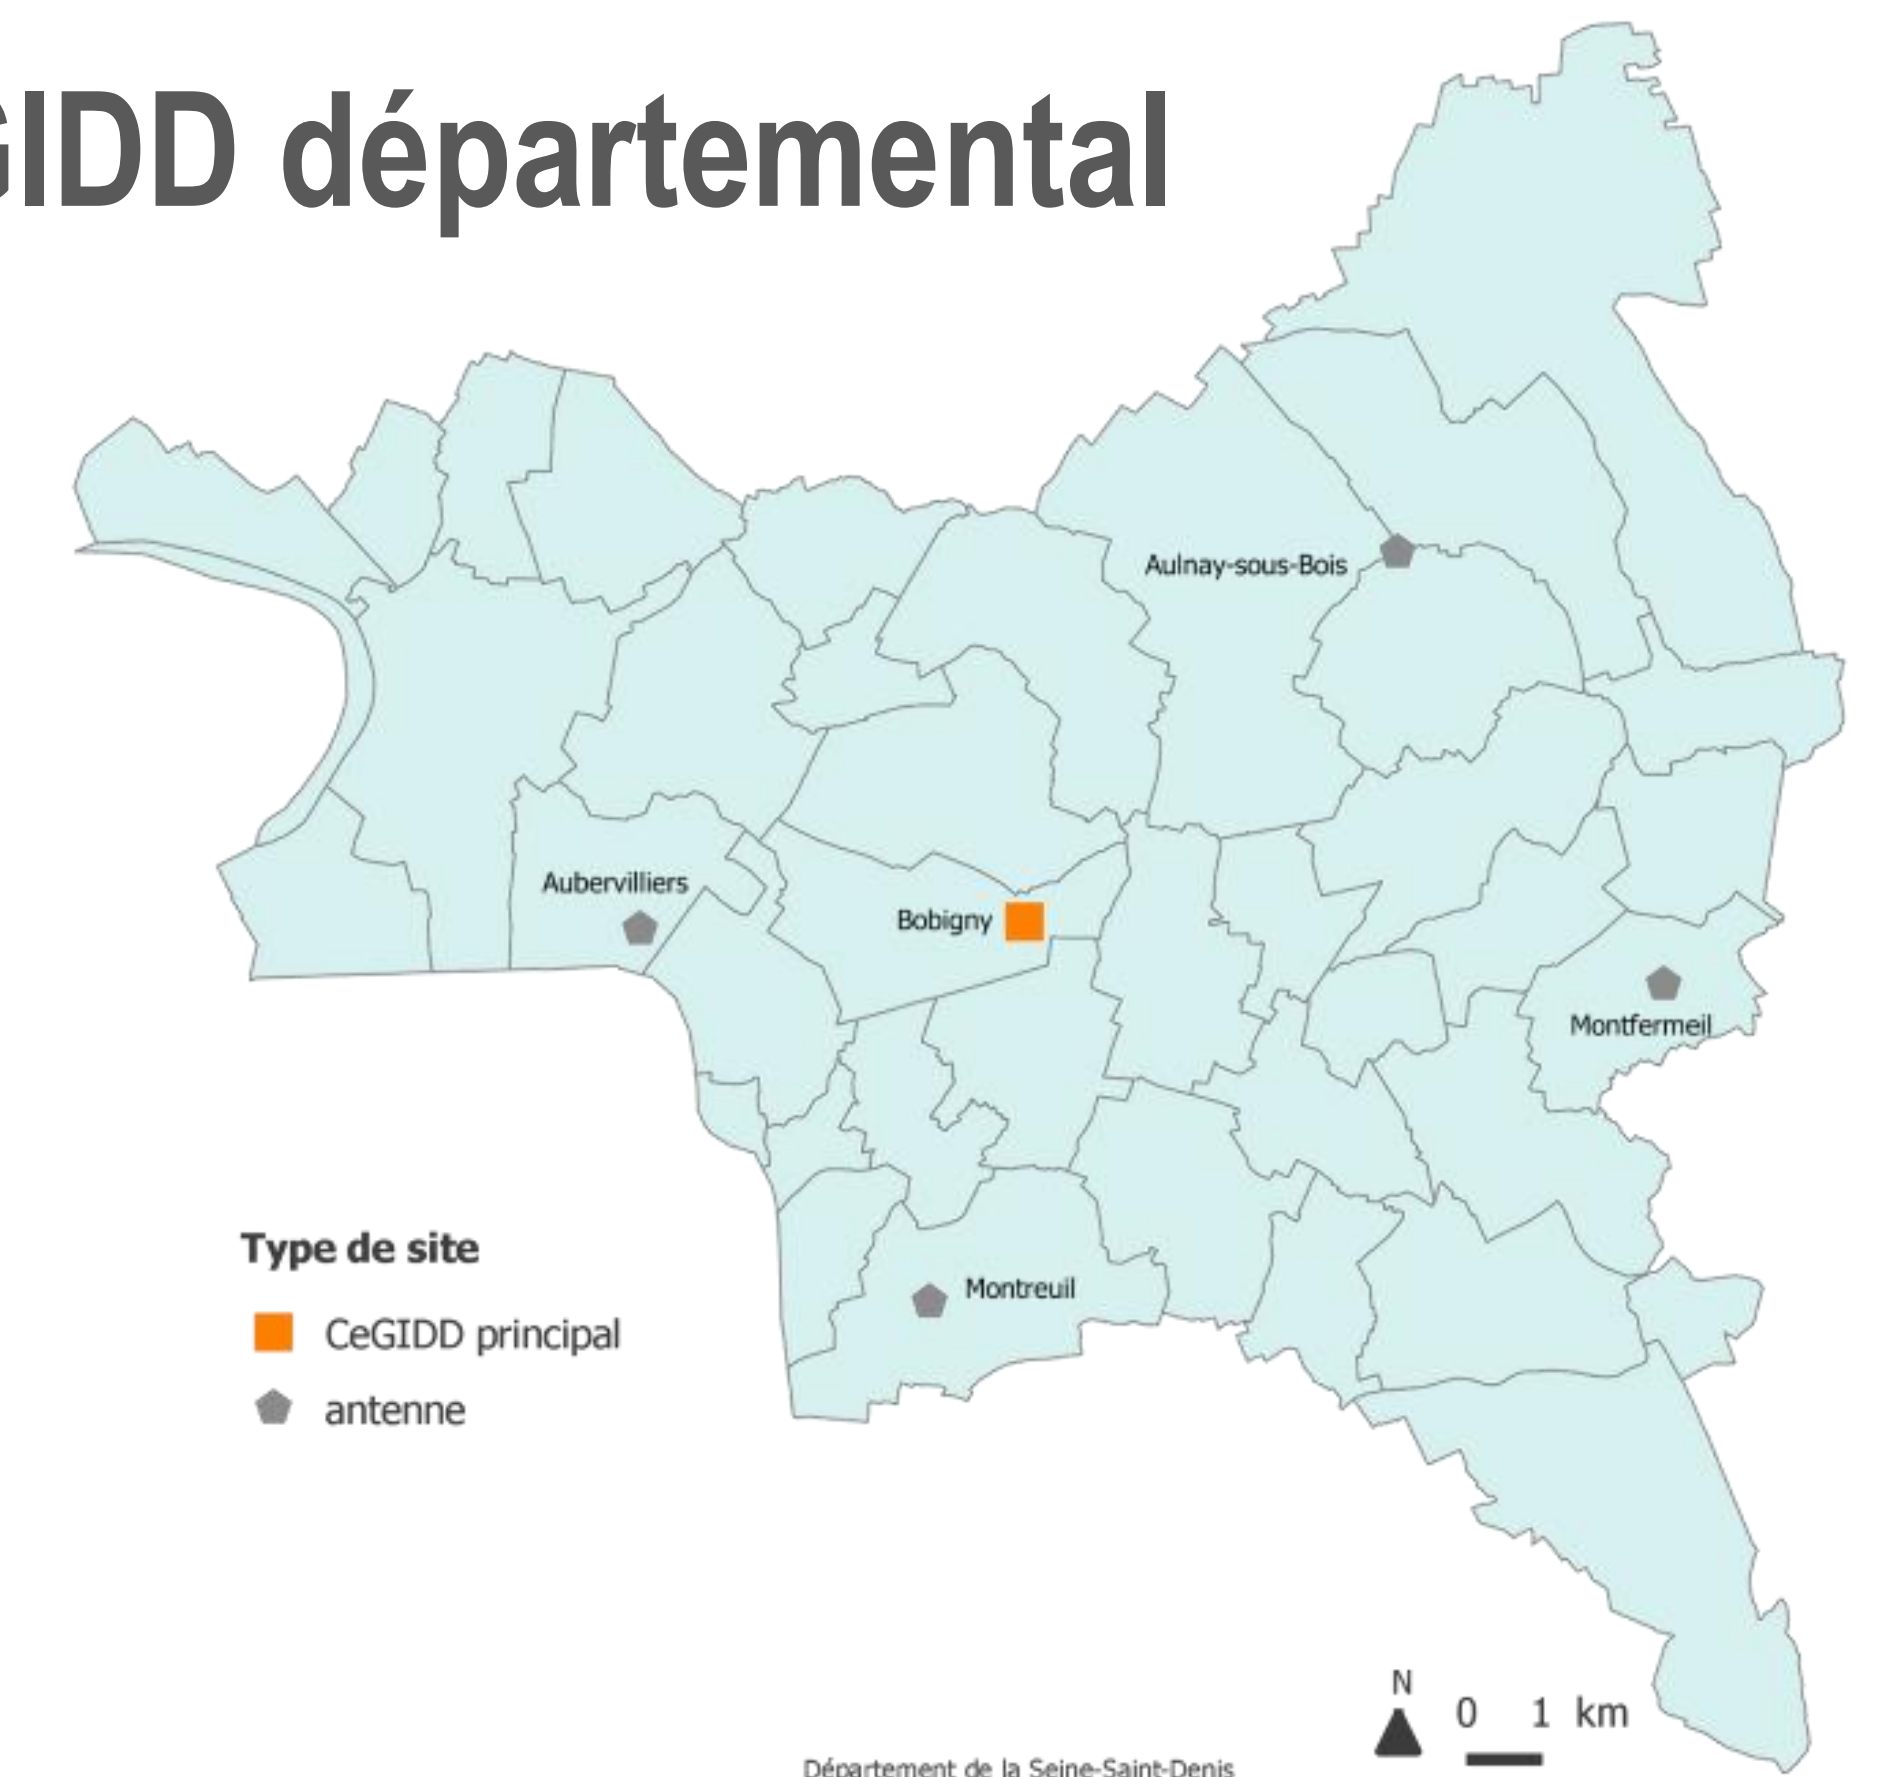 GIDD départemental
Aulnay-sous-Bois
Aubervilliers
Bobigny
Montfermeil
Montreuil
Type de site
CeGIDD principal
antenne
N
0 1 km
Département de la Seine-Saint-Denis